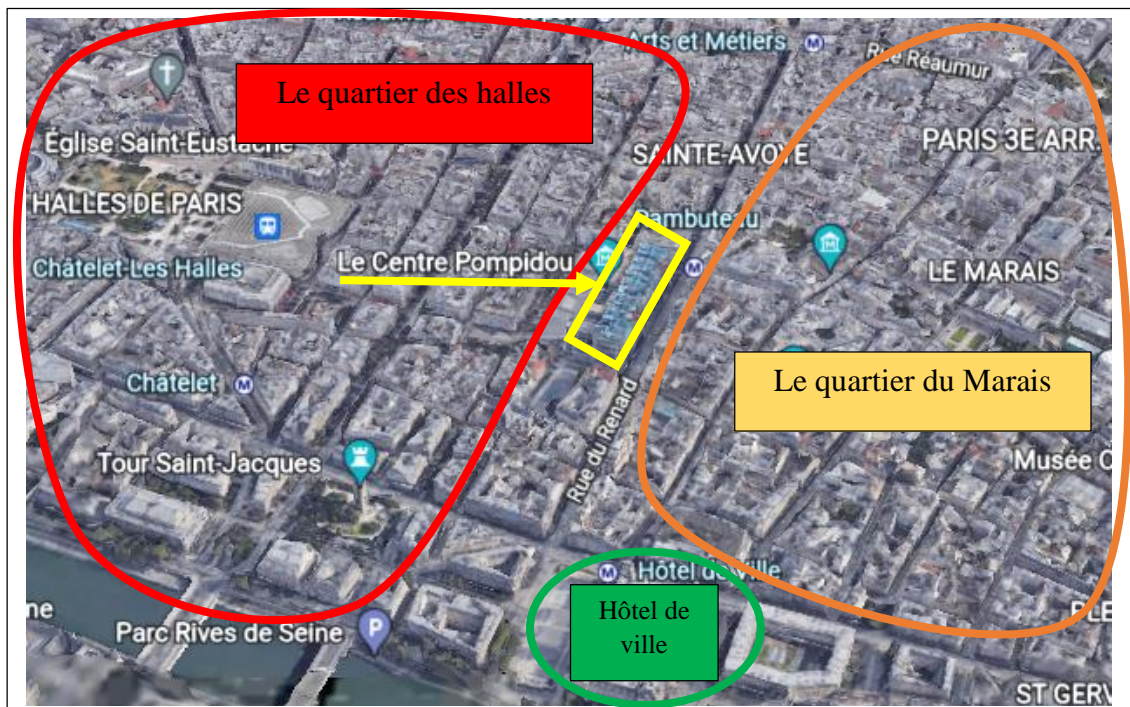 Arts et Métiers
Rue Réaumur
Le quartier des halles
Église Saint-Eustache
SAINTE-AVOYE
PARIS 3E ARR.
HALLES DE PARIS
Rambuteau
Châtelet-Les Halles
Le Centre Pompidou
LE MARAIS
Le quartier du Marais
Châtelet
Rue du Renard
Tour Saint-Jacques
Musée C
Hôtel de Ville
Parc Rives de Seine
P
Hôtel de
ville
ne
ST GERV